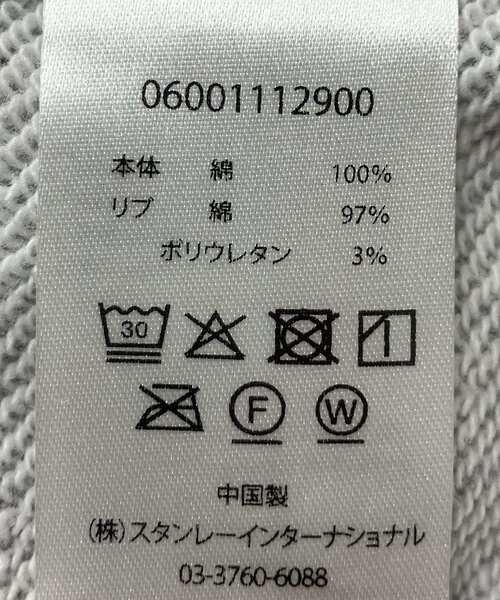 06001112900
本体 綿 100%
リブ 綿 97%
ポリウレタン 3%
30
F W
中国製
(株)スタンレーインターナショナル
03-3760-6088